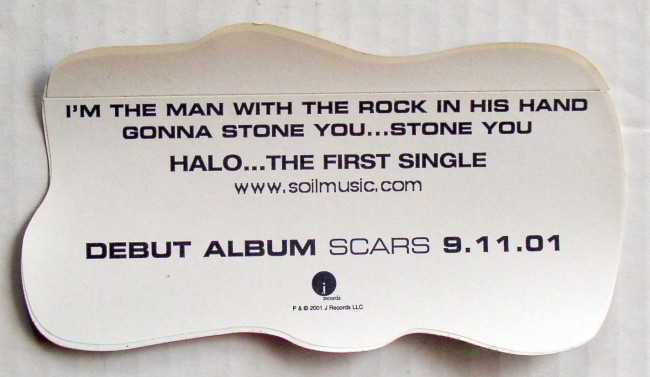 I'M THE MAN WITH THE ROCK IN HIS HAND
GONNA STONE YOU...STONE YOU
HALO...THE FIRST SINGLE
www.soilmusic.com
DEBUT ALBUM SCARS 9.11.01
j
records
P & © 2001 J Records LLC